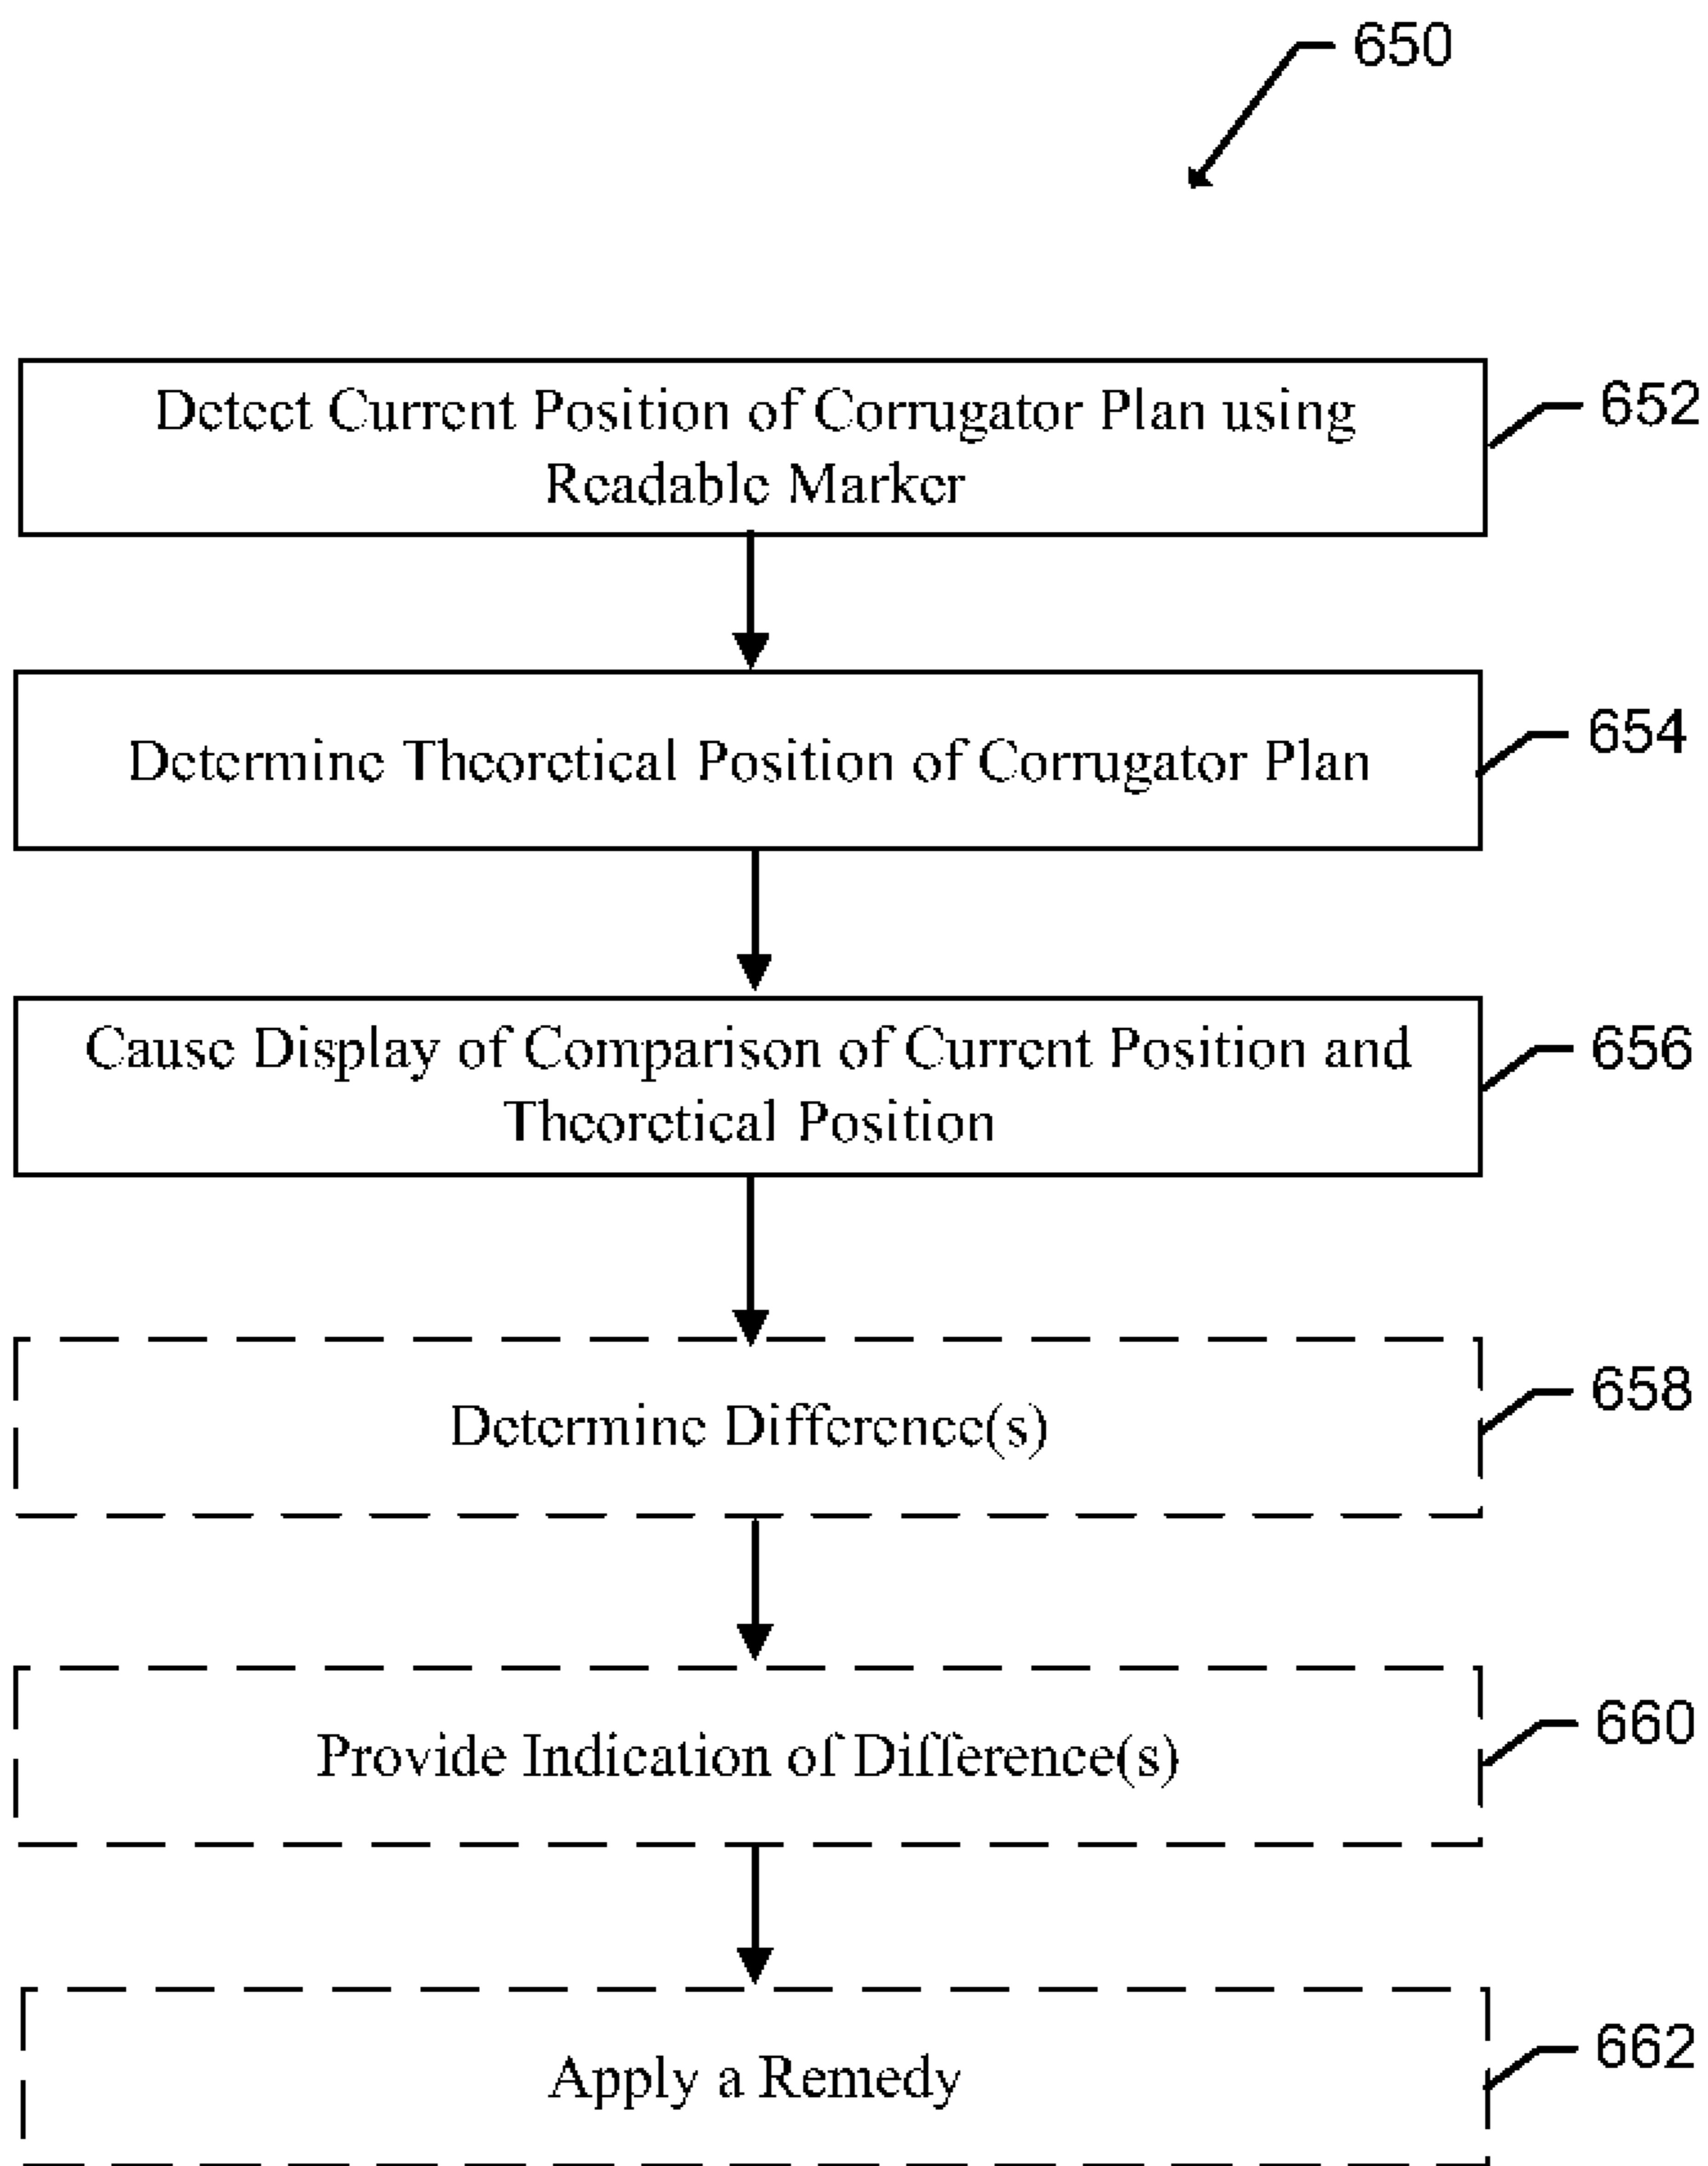 650
Detect Current Position of Corrugator Plan using
Readable Marker
652
Determine Theoretical Position of Corrugator Plan
654
Cause Display of Comparison of Current Position and
Theoretical Position
656
Determine Difference(s)
658
Provide Indication of Difference(s)
660
Apply a Remedy
662